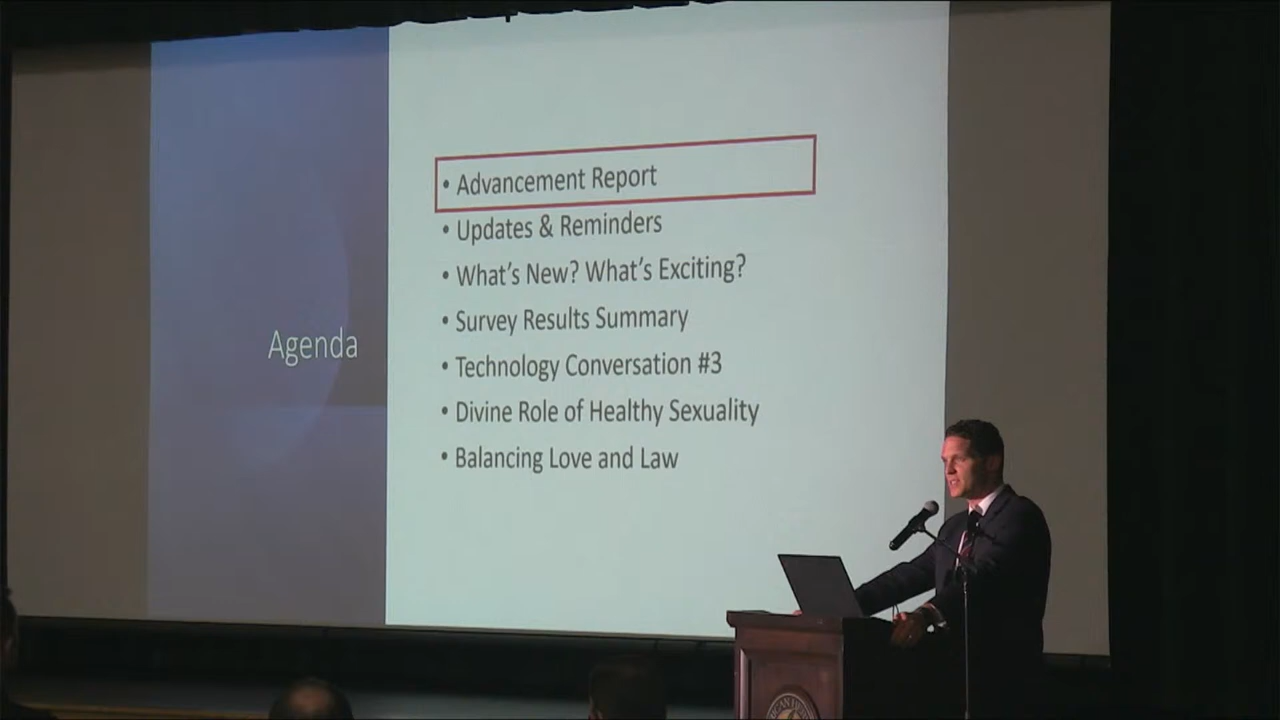 Agenda
• Advancement Report
• Updates & Reminders
• What's New? What's Exciting?
• Survey Results Summary
• Technology Conversation #3
• Divine Role of Healthy Sexuality
• Balancing Love and Law